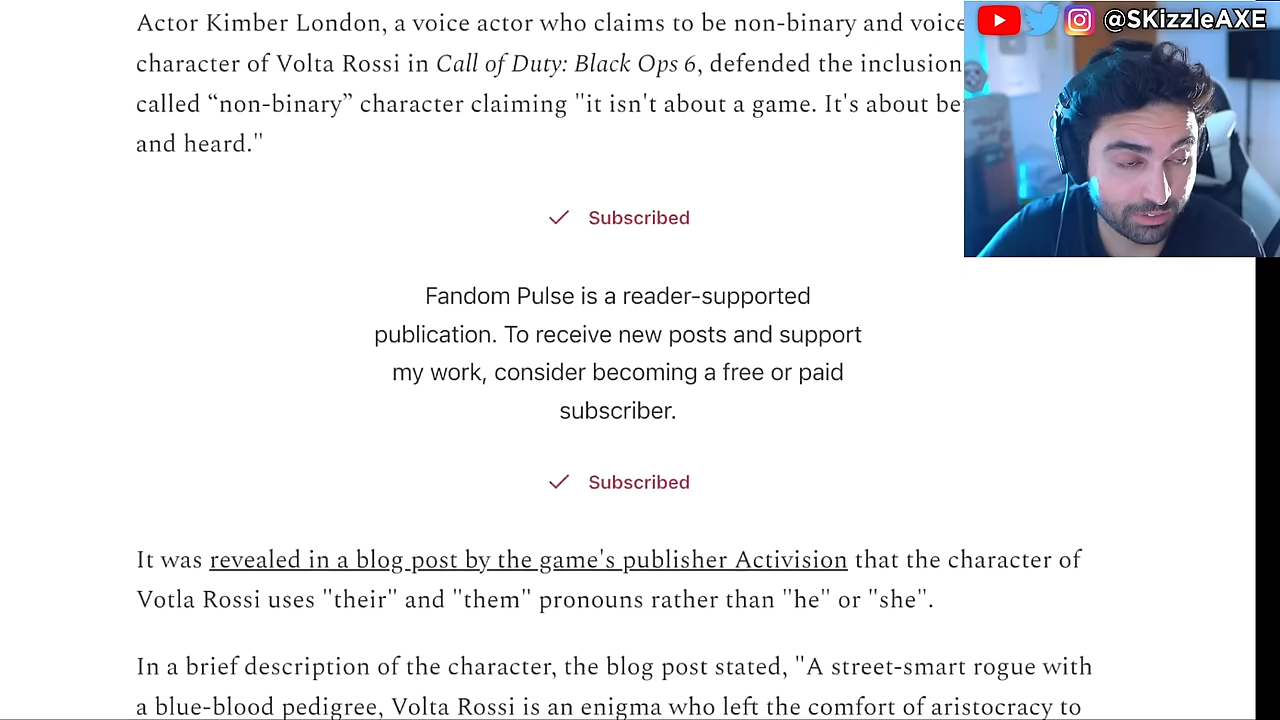 Actor Kimber London, a voice actor who claims to be non-binary and voice
character of Volta Rossi in Call of Duty: Black Ops 6, defended the inclusion
called “non-binary” character claiming "it isn't about a game. It's about be
and heard."
@SKizzleAXE
Subscribed
Fandom Pulse is a reader-supported
publication. To receive new posts and support
my work, consider becoming a free or paid
subscriber.
Subscribed
It was revealed in a blog post by the game's publisher Activision that the character of
Votla Rossi uses "their" and "them" pronouns rather than "he" or "she".
In a brief description of the character, the blog post stated, "A street-smart rogue with
a blue-blood pedigree, Volta Rossi is an enigma who left the comfort of aristocracy to